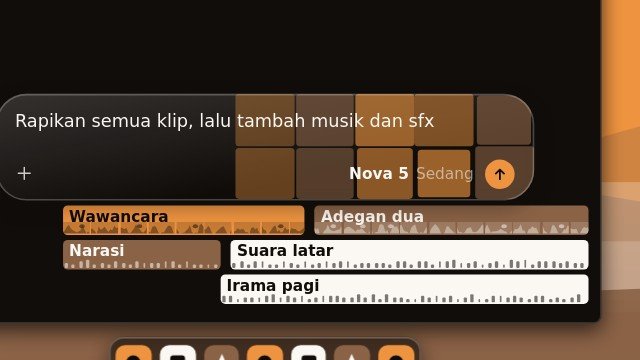 Rapikan semua klip, lalu tambah musik dan sfx
Nova 5 Sedang
Wawancara
Adegan dua
Narasi
Suara latar
Irama pagi